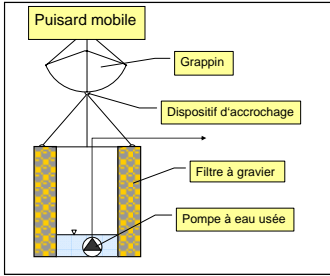 Puisard mobile
Grappin
Dispositif d'accrochage
Filtre à gravier
Pompe à eau usée